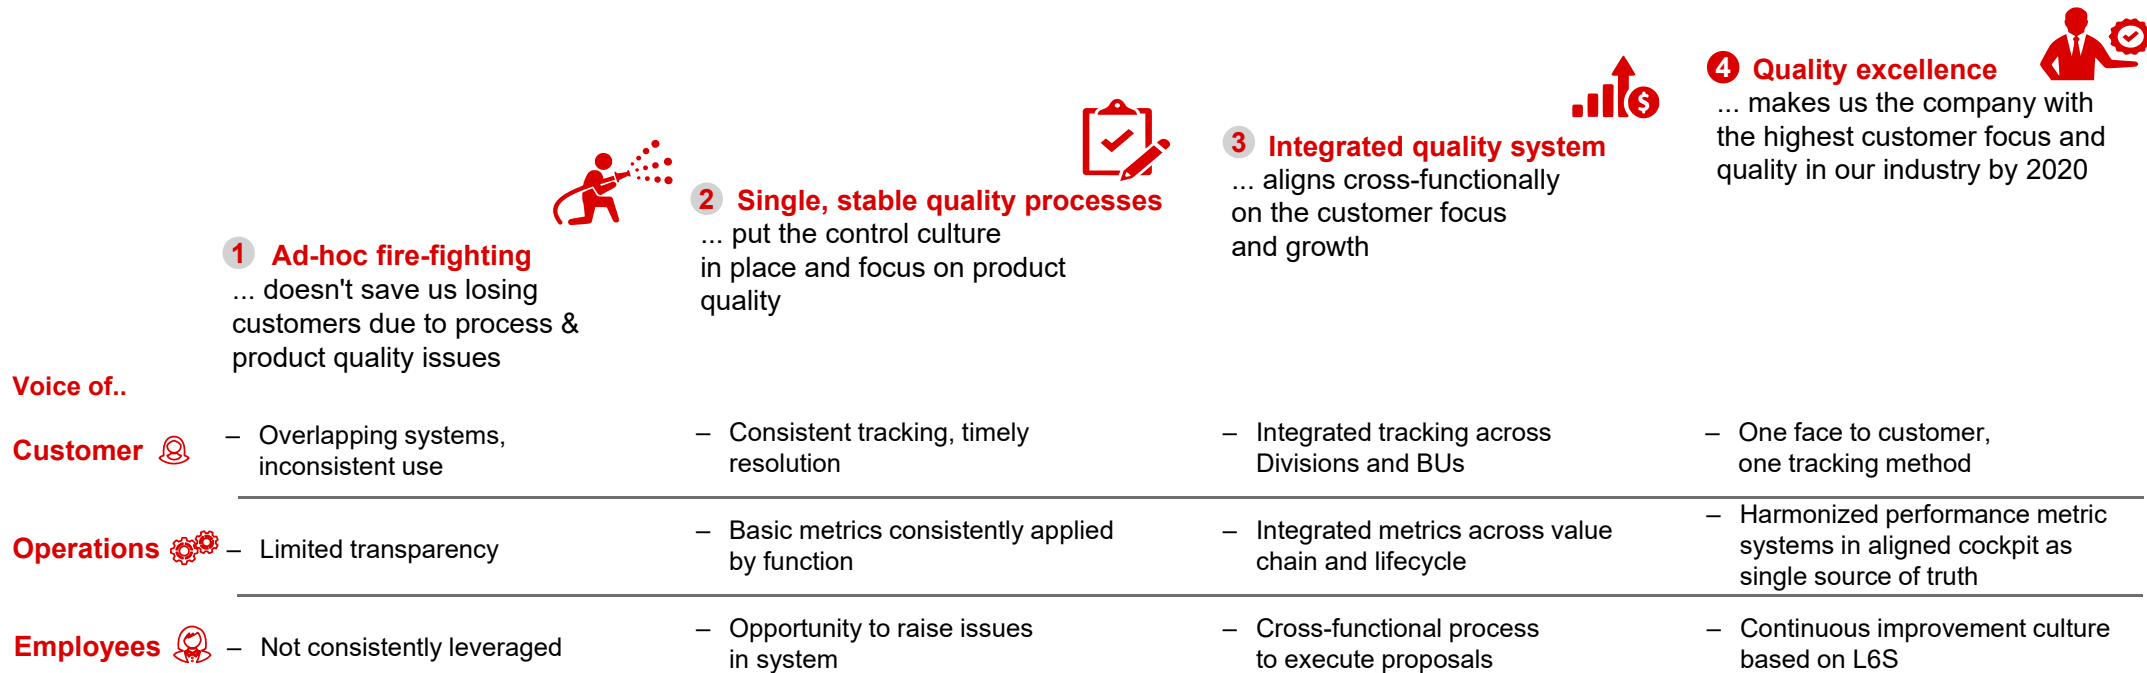 1 Ad-hoc fire-fighting
... doesn't save us losing
customers due to process &
product quality issues
2 Single, stable quality processes
... put the control culture
in place and focus on product
quality
3 Integrated quality system
... aligns cross-functionally
on the customer focus
and growth
$
4 Quality excellence
... makes us the company with
the highest customer focus and
quality in our industry by 2020
Voice of..
Customer
– Overlapping systems,
inconsistent use
– Consistent tracking, timely
resolution
– Integrated tracking across
Divisions and BUs
– One face to customer,
one tracking method
Operations
– Limited transparency
– Basic metrics consistently applied
by function
– Integrated metrics across value
chain and lifecycle
– Harmonized performance metric
systems in aligned cockpit as
single source of truth
Employees
– Not consistently leveraged
– Opportunity to raise issues
in system
– Cross-functional process
to execute proposals
– Continuous improvement culture
based on L6S